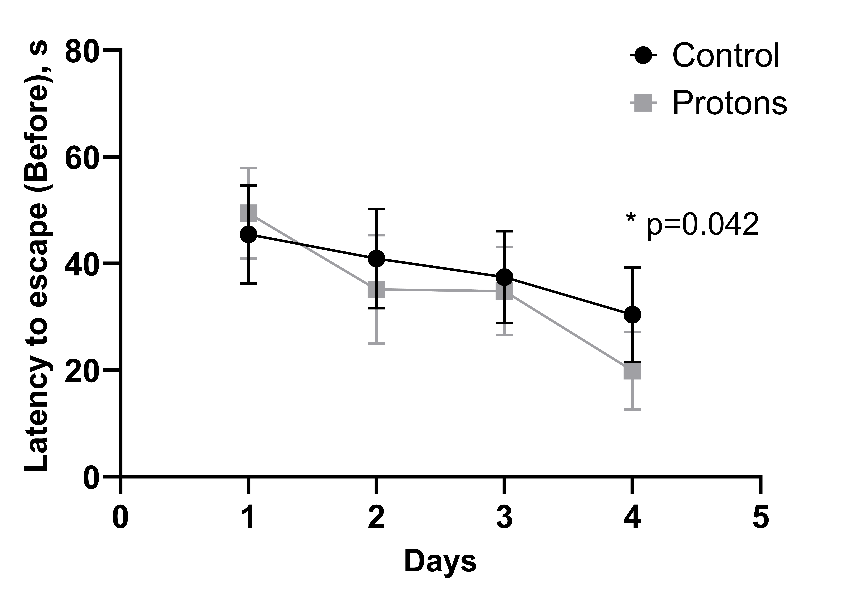 Latency to escape (Before), s
80
60
40
20
0
0 1 2 3 4 5
Days
Control
Protons
* p=0.042